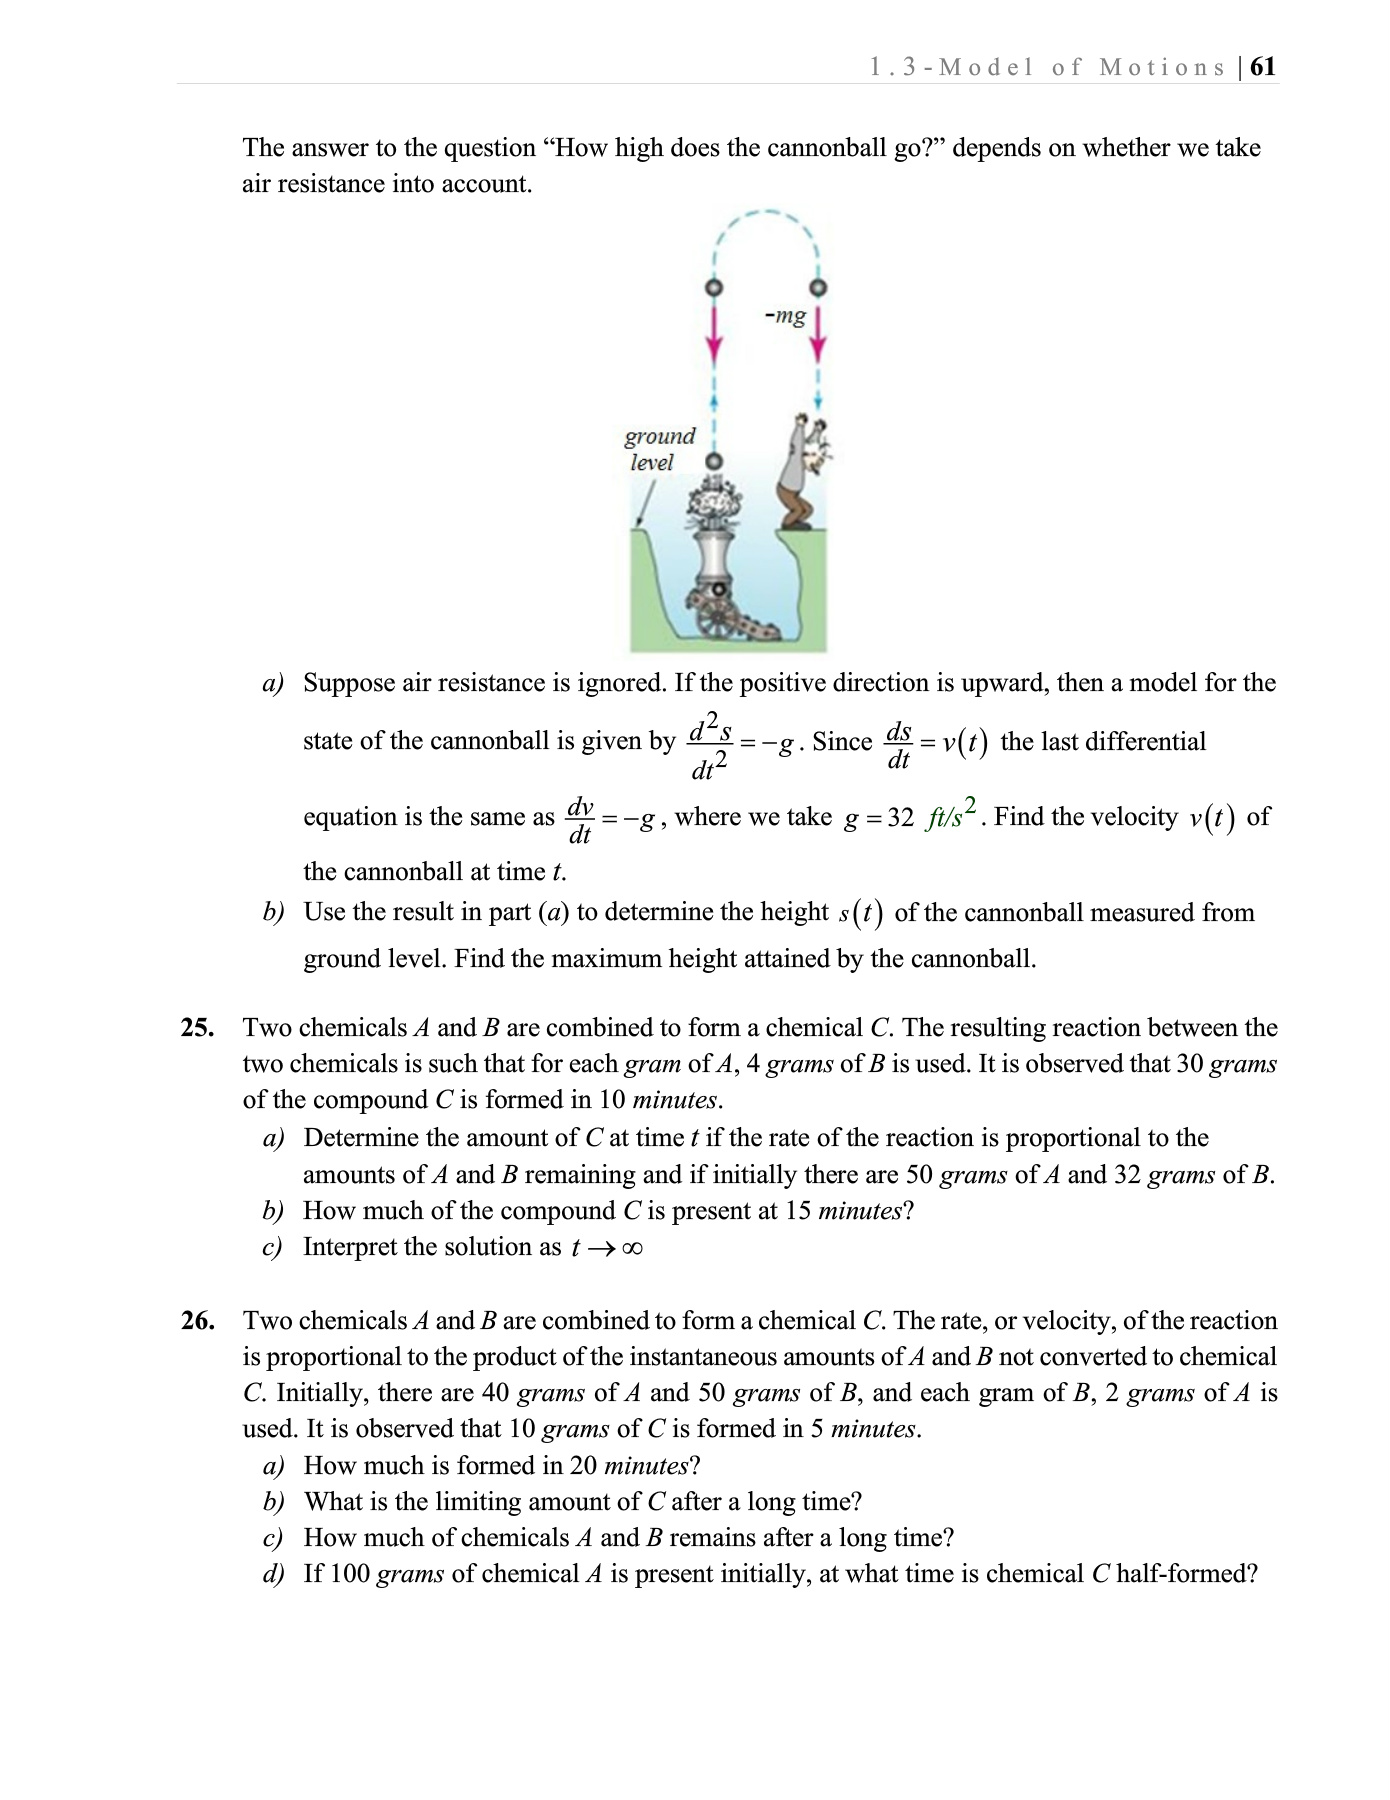 1.3-Model of Motions | 61
The answer to the question “How high does the cannonball go?” depends on whether we take
air resistance into account.
-mg
ground
level
a) Suppose air resistance is ignored. If the positive direction is upward, then a model for the
state of the cannonball is given by d²s/dt² = −g. Since ds/dt = v(t) the last differential
equation is the same as dv/dt = −g, where we take g = 32 ft/s². Find the velocity v(t) of
the cannonball at time t.
b) Use the result in part (a) to determine the height s(t) of the cannonball measured from
ground level. Find the maximum height attained by the cannonball.
25. Two chemicals A and B are combined to form a chemical C. The resulting reaction between the
two chemicals is such that for each gram of A, 4 grams of B is used. It is observed that 30 grams
of the compound C is formed in 10 minutes.
a) Determine the amount of C at time t if the rate of the reaction is proportional to the
amounts of A and B remaining and if initially there are 50 grams of A and 32 grams of B.
b) How much of the compound C is present at 15 minutes?
c) Interpret the solution as t → ∞
26. Two chemicals A and B are combined to form a chemical C. The rate, or velocity, of the reaction
is proportional to the product of the instantaneous amounts of A and B not converted to chemical
C. Initially, there are 40 grams of A and 50 grams of B, and each gram of B, 2 grams of A is
used. It is observed that 10 grams of C is formed in 5 minutes.
a) How much is formed in 20 minutes?
b) What is the limiting amount of C after a long time?
c) How much of chemicals A and B remains after a long time?
d) If 100 grams of chemical A is present initially, at what time is chemical C half-formed?